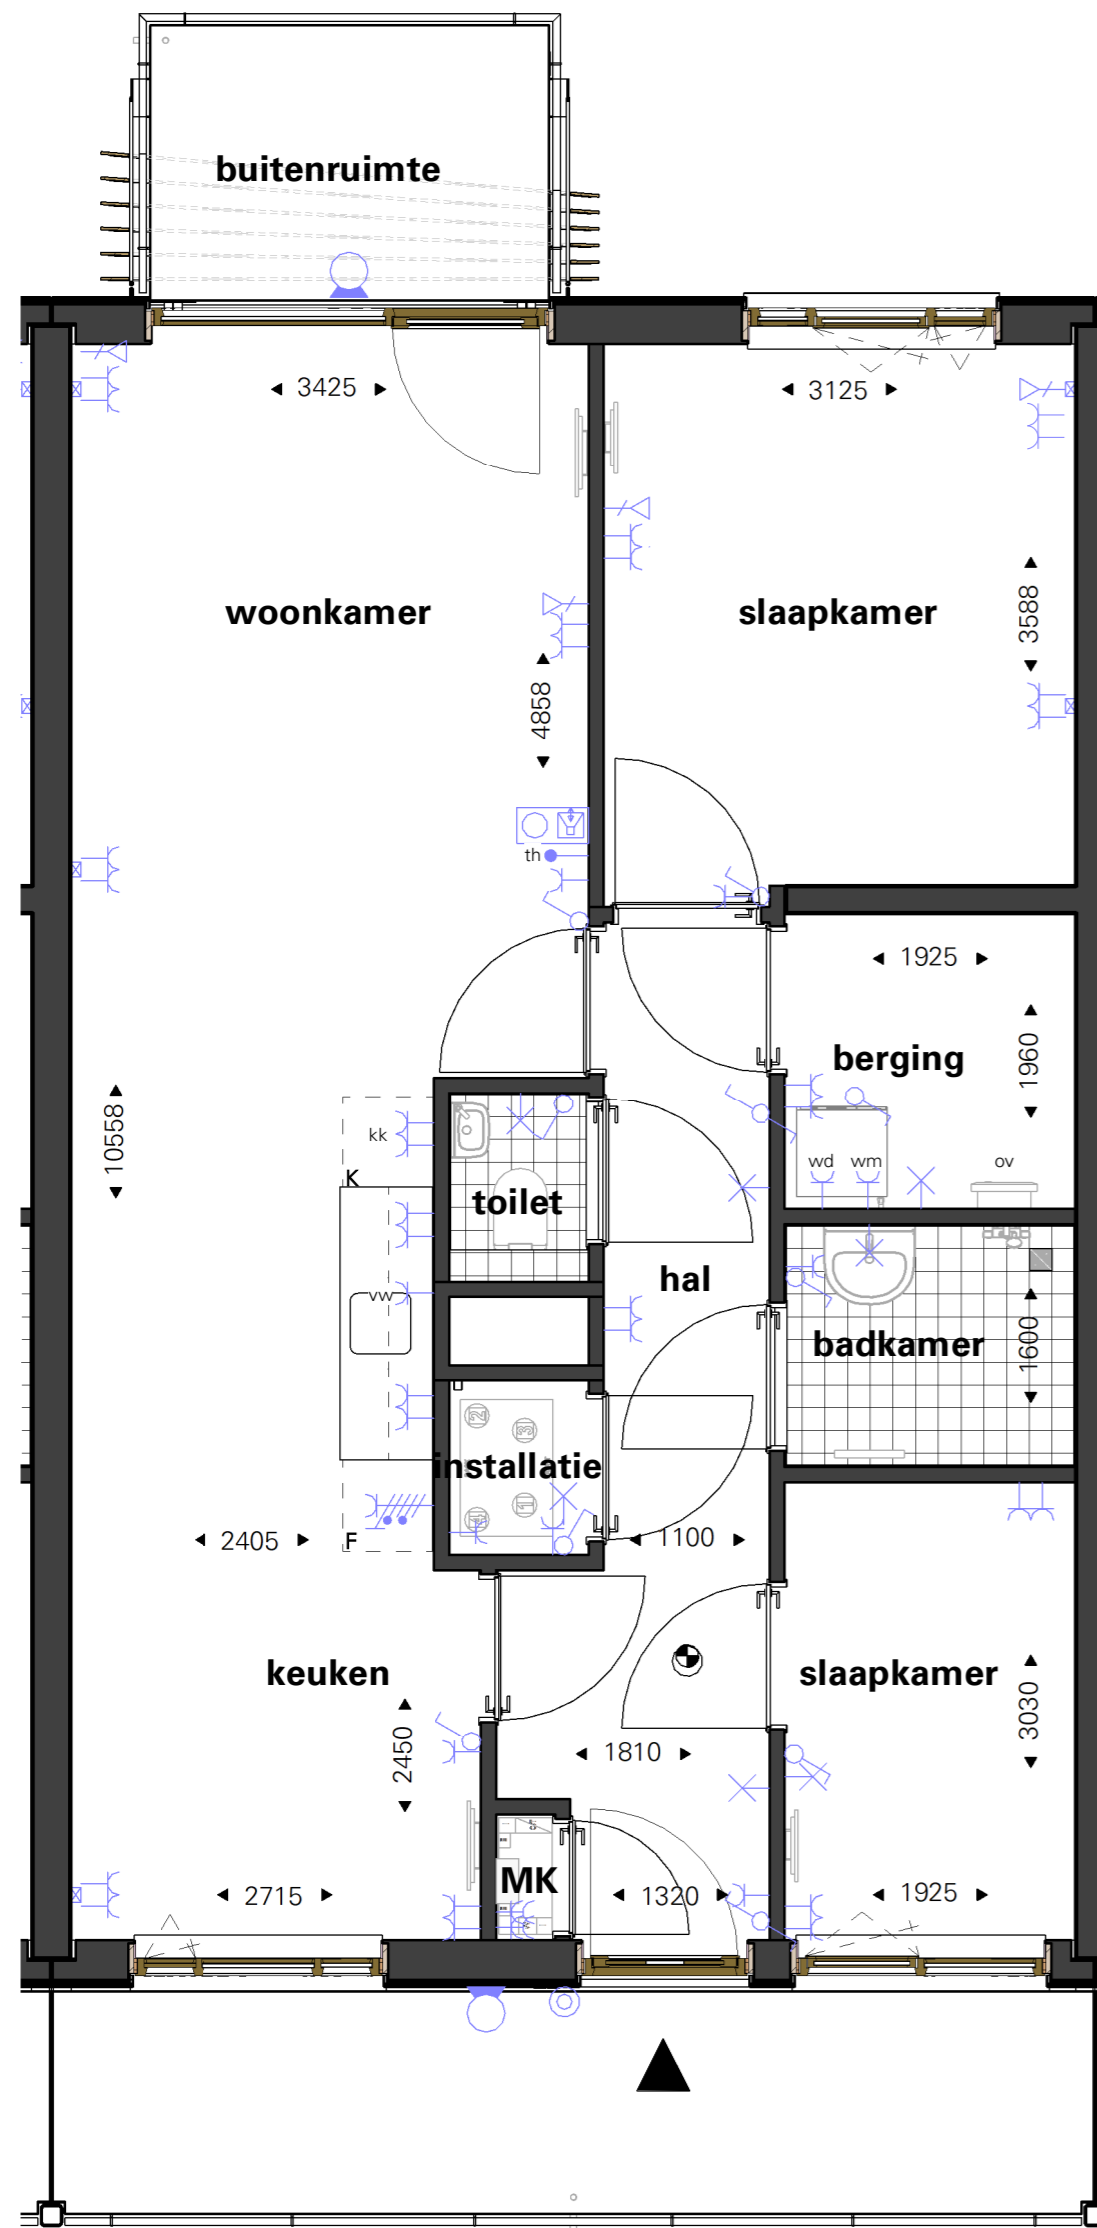 buitenruimte
3425
3125
woonkamer
slaapkamer
3588
4858
th
1925
berging
1960
10558
kk
K
wd
wm
ov
toilet
hal
vw
badkamer
1600
installatie
2405
F
1100
keuken
slaapkamer
3030
2450
1810
MK
2715
1320
1925